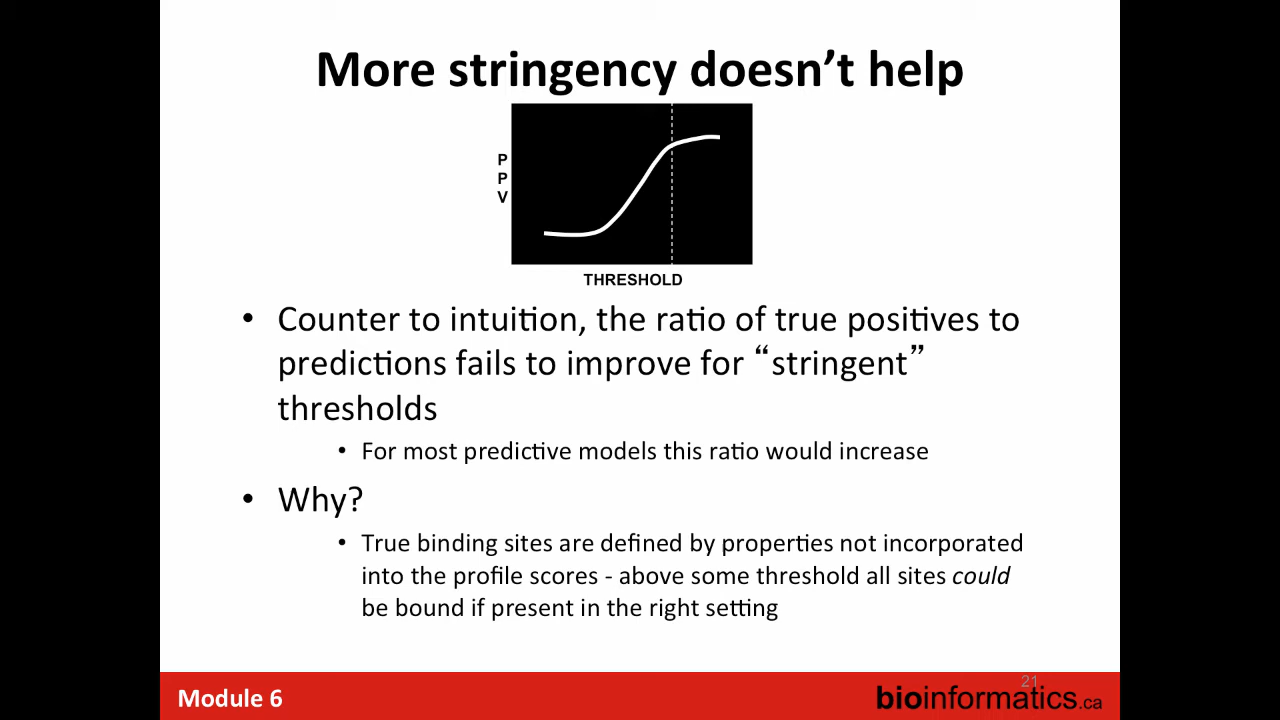 More stringency doesn’t help
P
P
V
THRESHOLD
• Counter to intuition, the ratio of true positives to
predictions fails to improve for “stringent”
thresholds
• For most predictive models this ratio would increase
• Why?
• True binding sites are defined by properties not incorporated
into the profile scores - above some threshold all sites could
be bound if present in the right setting
Module 6
21
bioinformatics.ca